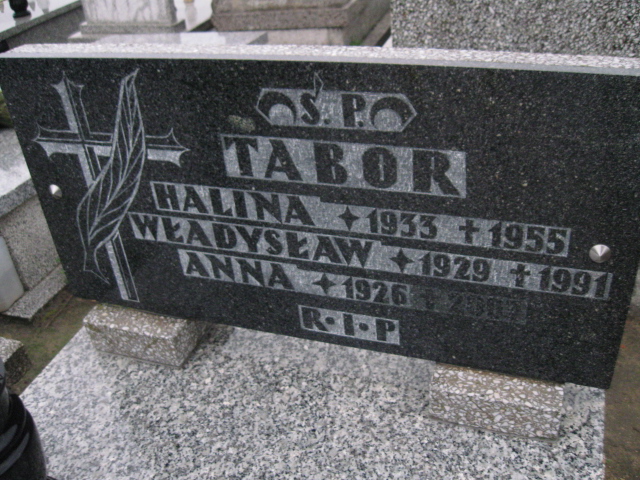 Ś. P.
TABOR
HALINA ✦ 1933 ✝ 1955
WŁADYSŁAW ✦ 1929 ✝ 1991
ANNA ✦ 1926 ✝
R·I·P